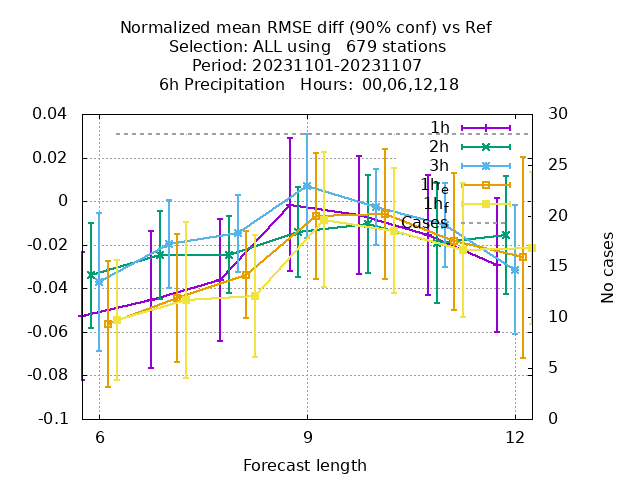 Normalized mean RMSE diff (90% conf) vs Ref
Selection: ALL using   679 stations
Period: 20231101-20231107
6h Precipitation   Hours:  00,06,12,18
0.04
0.02
0
-0.02
-0.04
-0.06
-0.08
-0.1
30
25
20
15
10
5
0
1h
2h
3h
1hₑ
1h_f
Cases
6
9
12
Forecast length
No cases